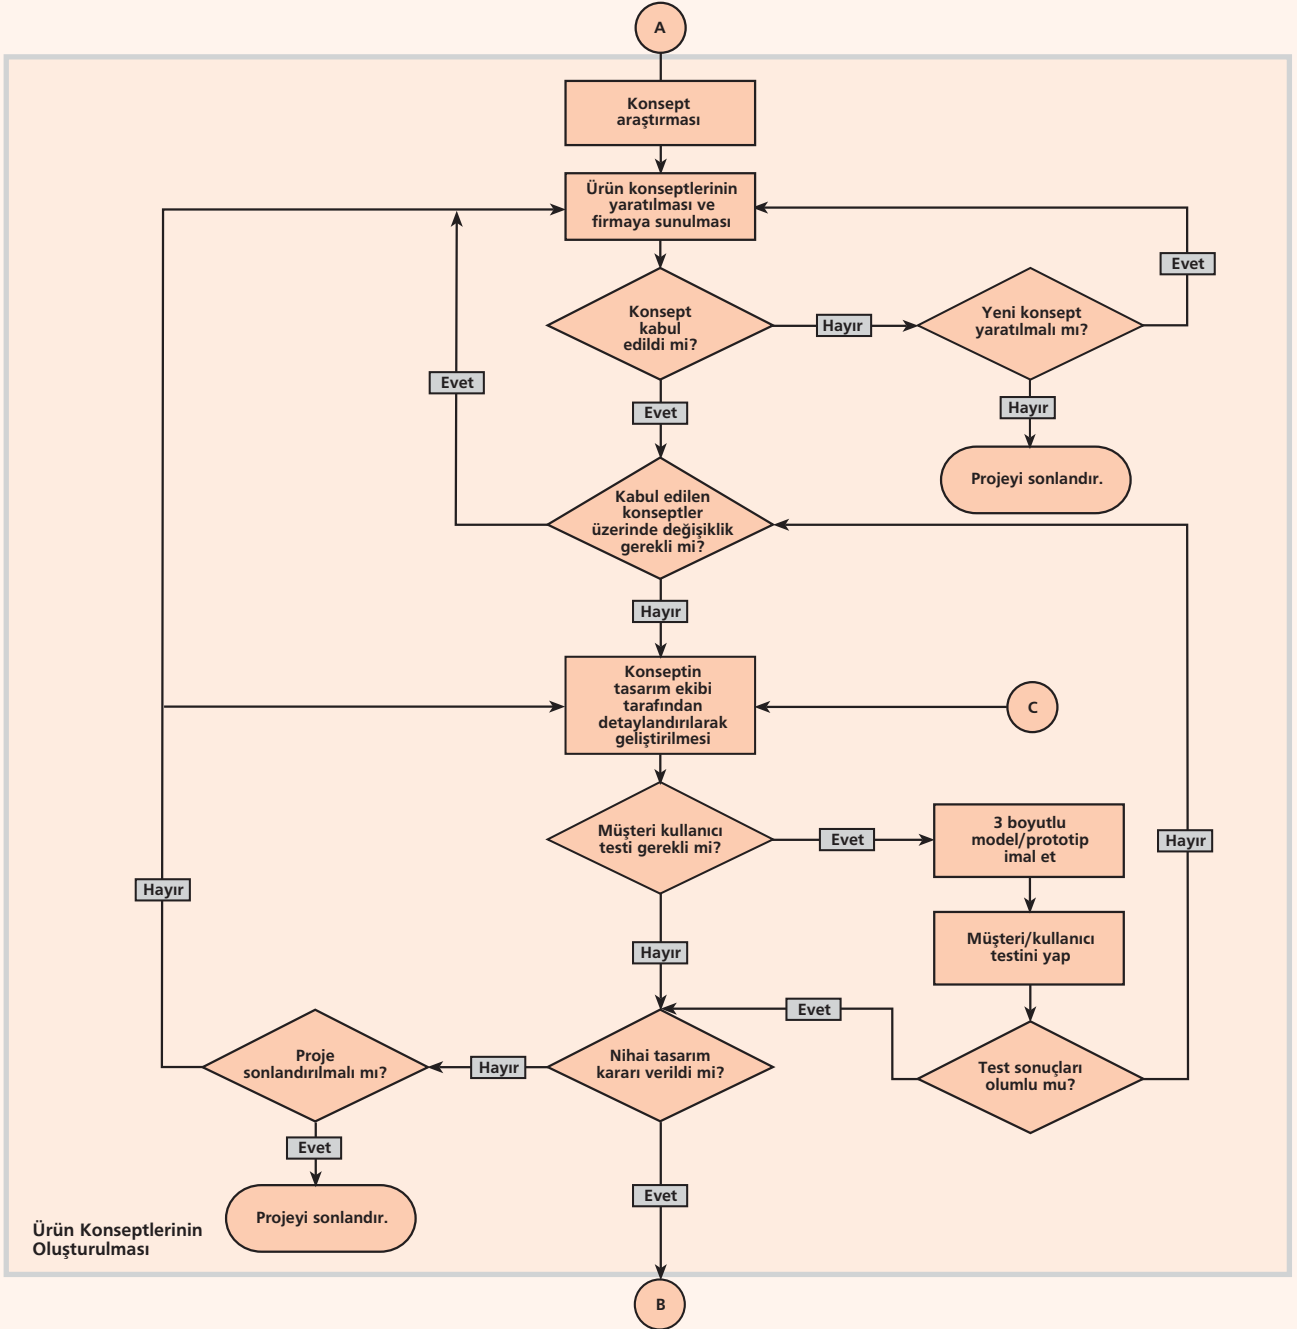 A
Konsept
araştırması
Ürün konseptlerinin
yaratılması ve
firmaya sunulması
Evet
Konsept
kabul
edildi mi?
Hayır
Yeni konsept
yaratılmalı mı?
Evet
Evet
Hayır
Projeyi sonlandır.
Kabul edilen
konseptler
üzerinde değişiklik
gerekli mi?
Hayır
Konseptin
tasarım ekibi
tarafından
detaylandırılarak
geliştirilmesi
C
Müşteri kullanıcı
testi gerekli mi?
Evet
3 boyutlu
model/prototip
imal et
Hayır
Hayır
Müşteri/kullanıcı
testini yap
Hayır
Evet
Proje
sonlandırılmalı mı?
Hayır
Nihai tasarım
kararı verildi mi?
Test sonuçları
olumlu mu?
Evet
Evet
Projeyi sonlandır.
Ürün Konseptlerinin
Oluşturulması
B